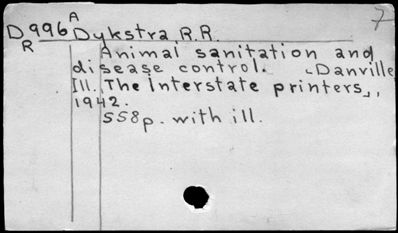 A 7
D996 Dykstra R.R.
R
Animal sanitation and
disease control. [Danville
Ill. The Interstate printers],
1942.
558p. with ill.